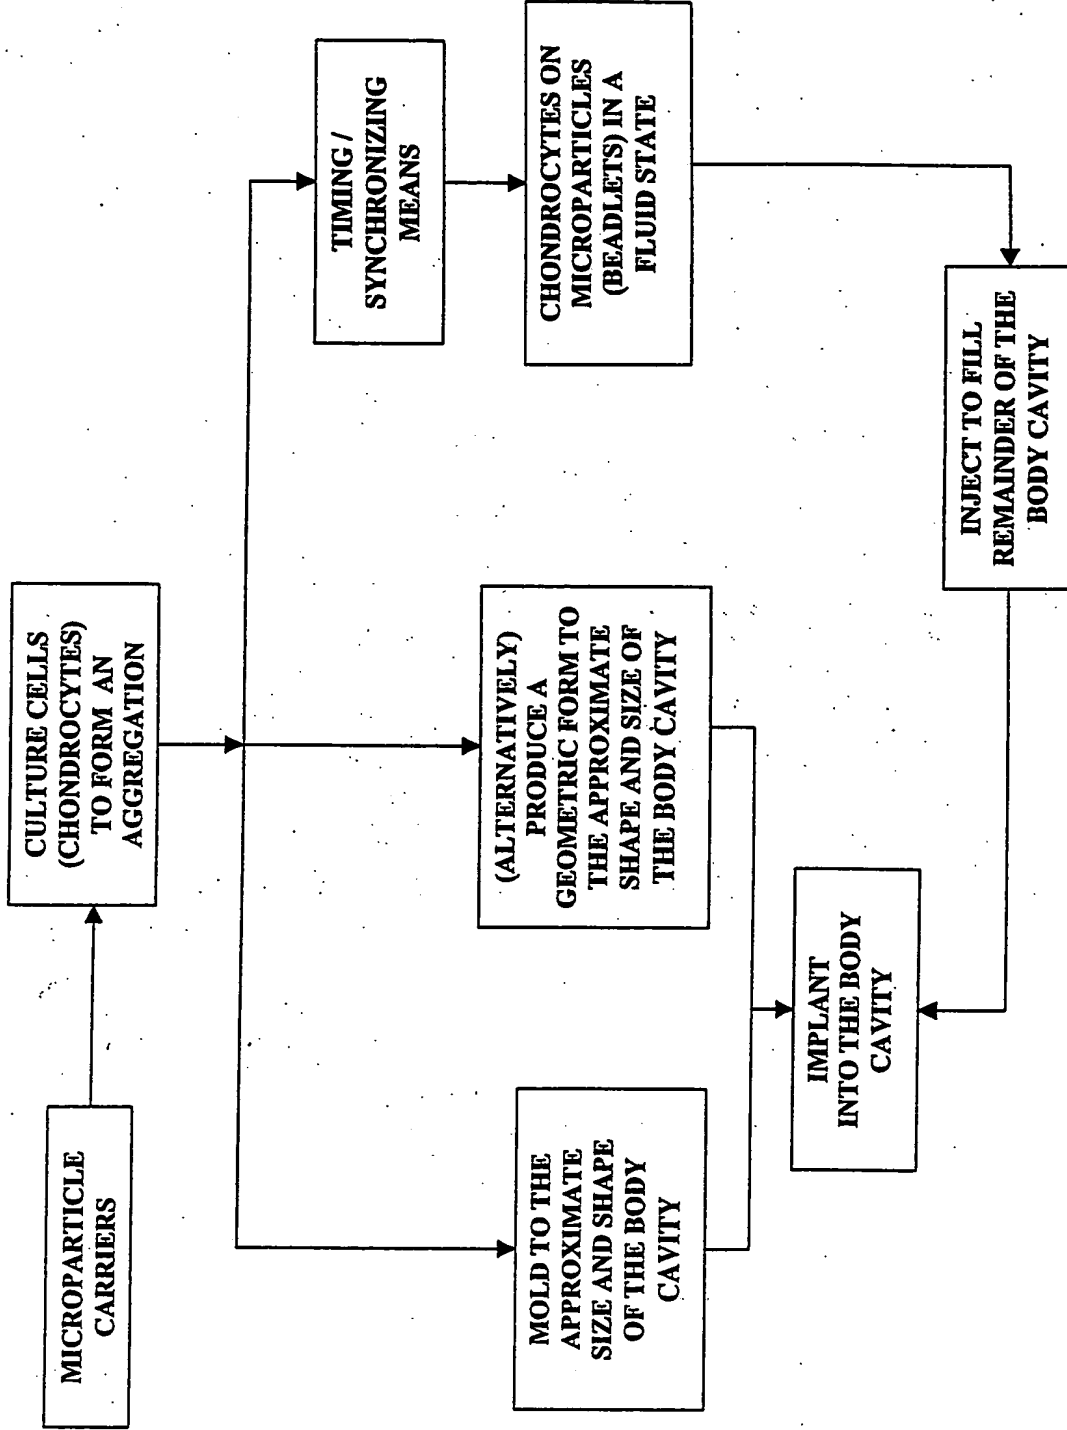 MICROPARTICLE
CARRIERS
CULTURE CELLS
(CHONDROCYTES)
TO FORM AN
AGGREGATION
MOLD TO THE
APPROXIMATE
SIZE AND SHAPE
OF THE BODY
CAVITY
(ALTERNATIVELY)
PRODUCE A
GEOMETRIC FORM TO
THE APPROXIMATE
SHAPE AND SIZE OF
THE BODY CAVITY
TIMING /
SYNCHRONIZING
MEANS
CHONDROCYTES ON
MICROPARTICLES
(BEADLETS) IN A
FLUID STATE
IMPLANT
INTO THE BODY
CAVITY
INJECT TO FILL
REMAINDER OF THE
BODY CAVITY